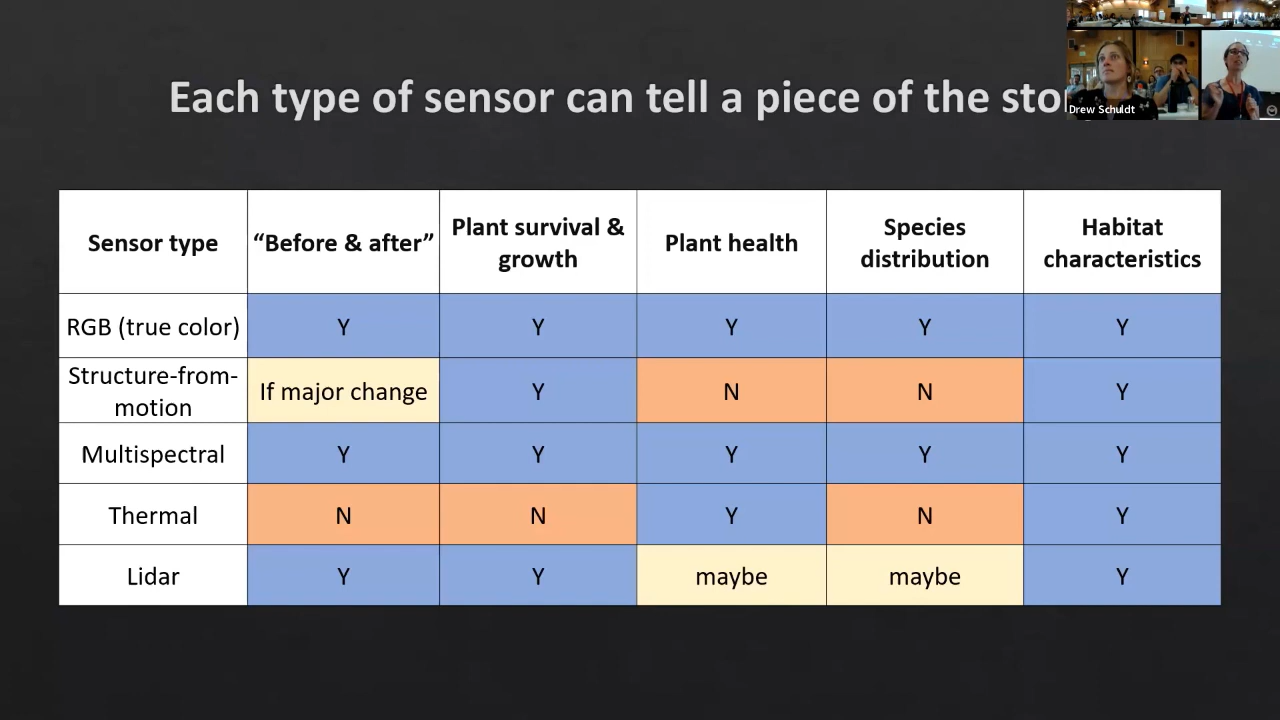 Each type of sensor can tell a piece of the
Drew Schuldt
Sensor type
“Before & after”
Plant survival &
growth
Plant health
Species
distribution
Habitat
characteristics
RGB (true color)
Y
Y
Y
Y
Y
Structure-from-
motion
If major change
Y
N
N
Y
Multispectral
Y
Y
Y
Y
Y
Thermal
N
N
Y
N
Y
Lidar
Y
Y
maybe
maybe
Y